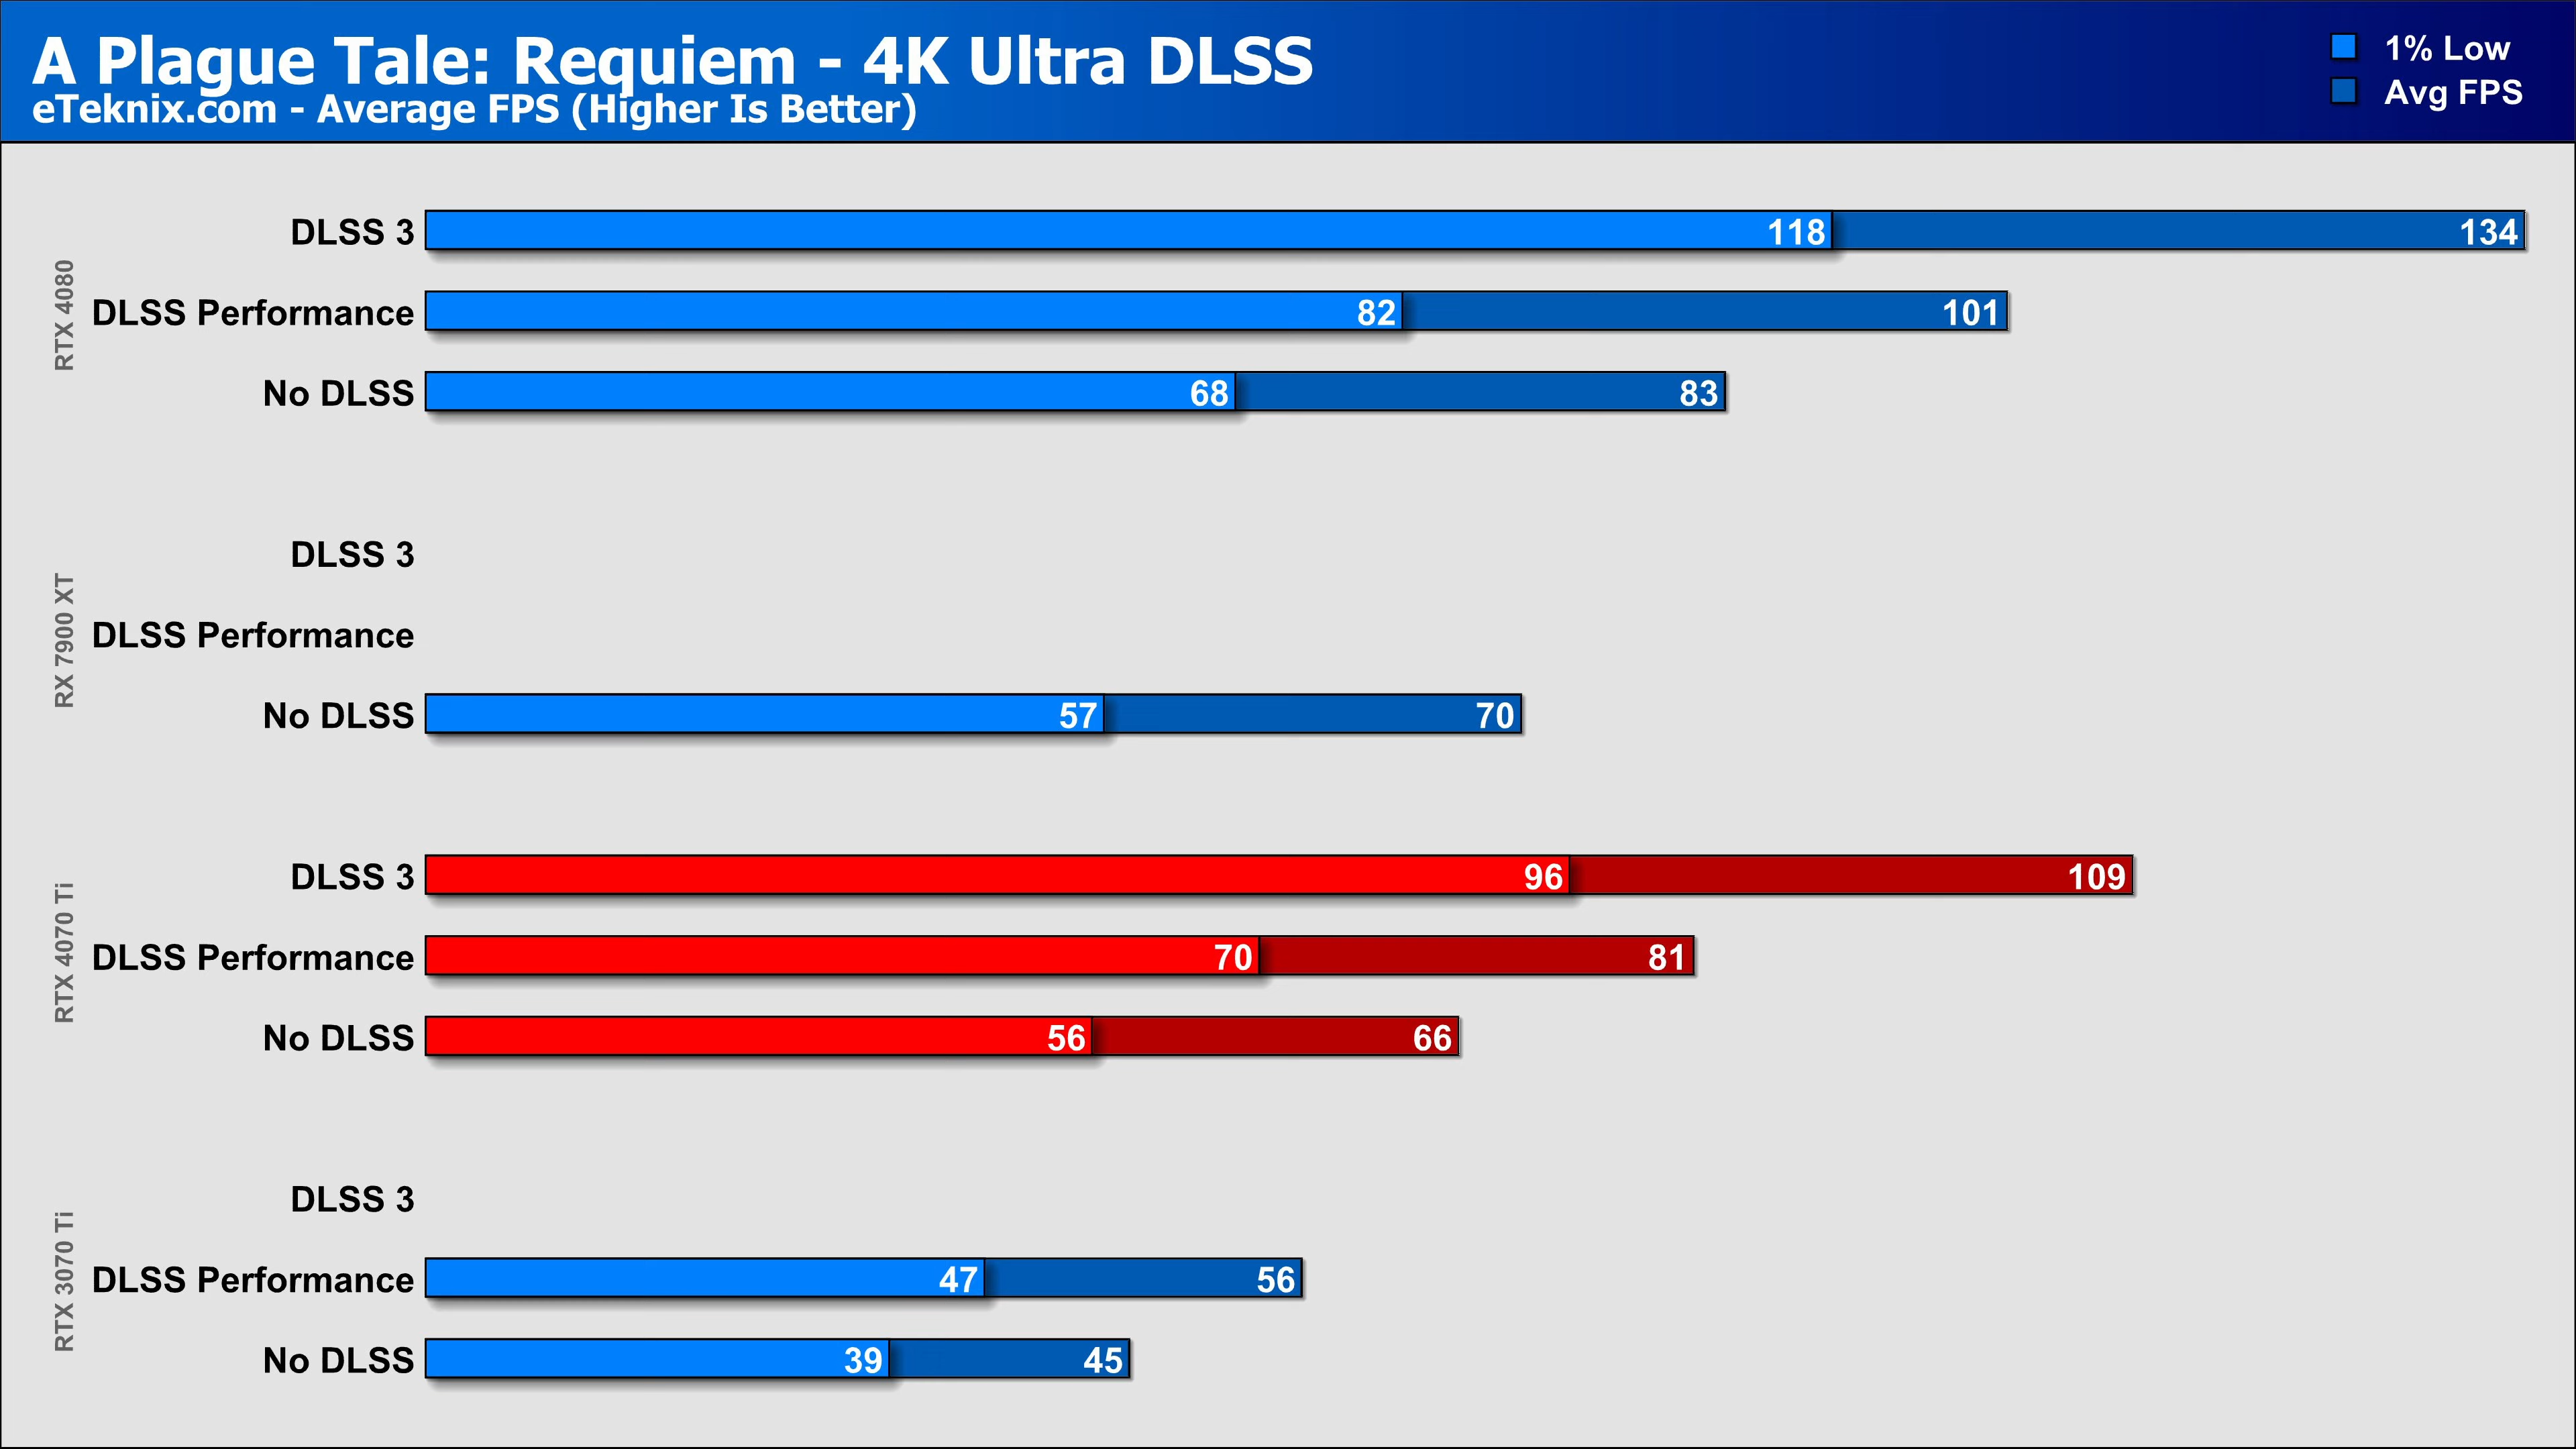 A Plague Tale: Requiem - 4K Ultra DLSS
eTeknix.com - Average FPS (Higher Is Better)
1% Low
Avg FPS
RTX 4080
DLSS 3
118
134
DLSS Performance
82
101
No DLSS
68
83
RX 7900 XT
DLSS 3
DLSS Performance
No DLSS
57
70
RTX 4070 Ti
DLSS 3
96
109
DLSS Performance
70
81
No DLSS
56
66
RTX 3070 Ti
DLSS 3
DLSS Performance
47
56
No DLSS
39
45